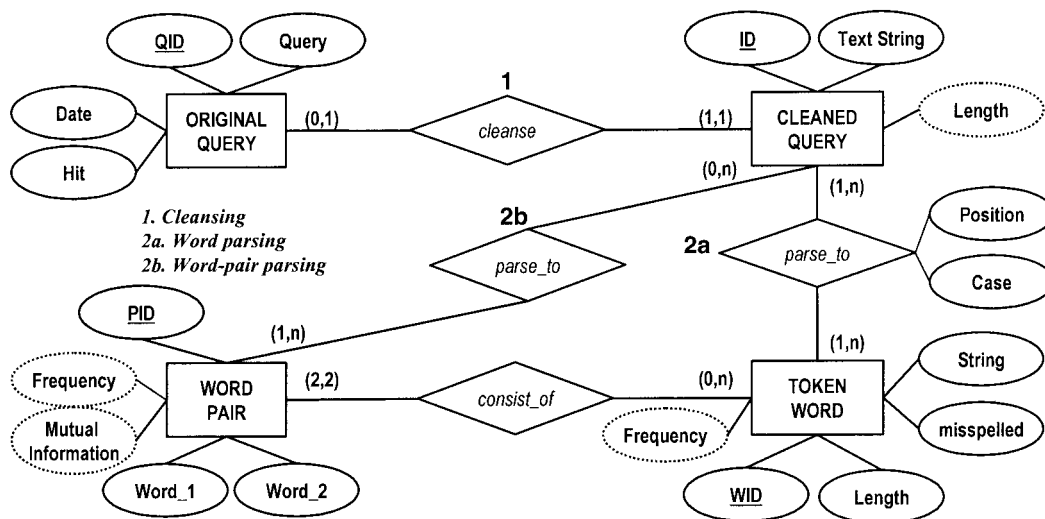 QID
Query
ID
Text String
Date
Hit
ORIGINAL
QUERY
(0,1)
1
cleanse
(1,1)
CLEANED
QUERY
Length
(0,n)
(1,n)
1. Cleansing
2a. Word parsing
2b. Word-pair parsing
2b
parse_to
2a
parse_to
Position
Case
PID
(1,n)
(1,n)
Frequency
Mutual
Information
WORD
PAIR
(2,2)
consist_of
(0,n)
TOKEN
WORD
String
misspelled
Frequency
Word_1
Word_2
WID
Length